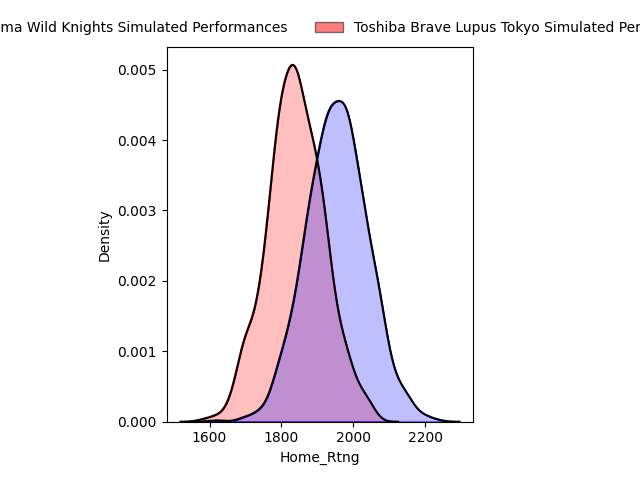 ma Wild Knights Simulated Performances
Toshiba Brave Lupus Tokyo Simulated Per
0.005
0.004
0.003
0.002
0.001
0.000
Density
1600
1800
2000
2200
Home_Rtng